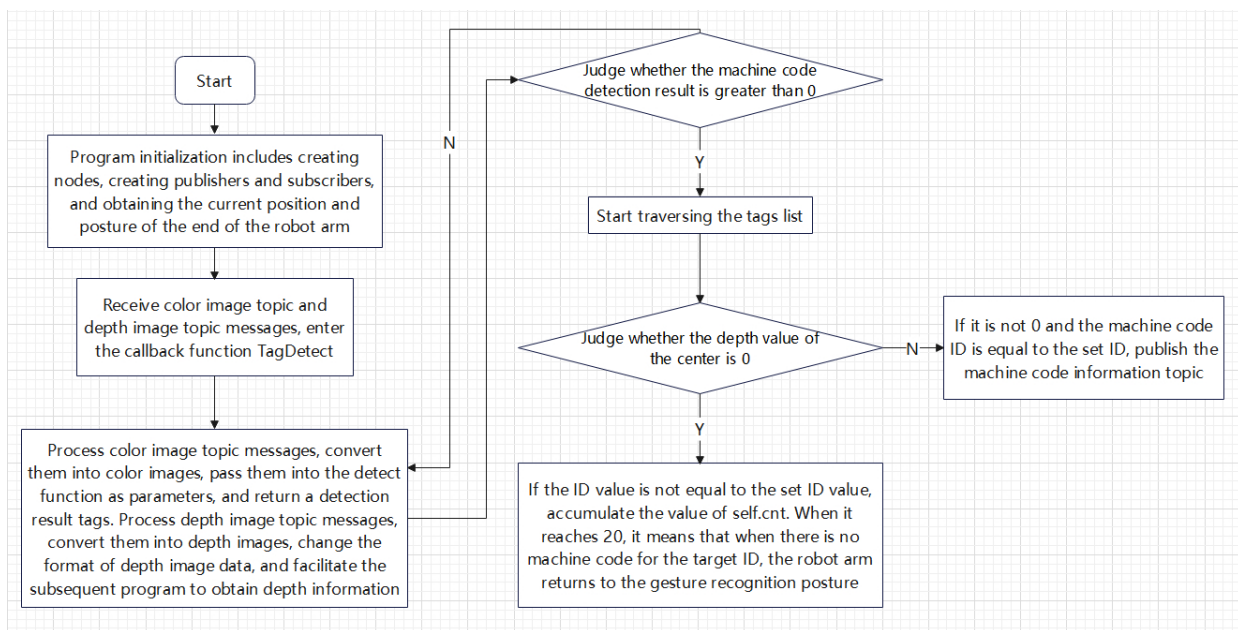 Start
Program initialization includes creating
nodes, creating publishers and subscribers,
and obtaining the current position and
posture of the end of the robot arm
Receive color image topic and
depth image topic messages, enter
the callback function TagDetect
Process color image topic messages, convert
them into color images, pass them into the detect
function as parameters, and return a detection
result tags. Process depth image topic messages,
convert them into depth images, change the
format of depth image data, and facilitate the
subsequent program to obtain depth information
N
Judge whether the machine code
detection result is greater than 0
Y
Start traversing the tags list
Judge whether the depth value of
the center is 0
N
If it is not 0 and the machine code
ID is equal to the set ID, publish the
machine code information topic
Y
If the ID value is not equal to the set ID value,
accumulate the value of self.cnt. When it
reaches 20, it means that when there is no
machine code for the target ID, the robot arm
returns to the gesture recognition posture